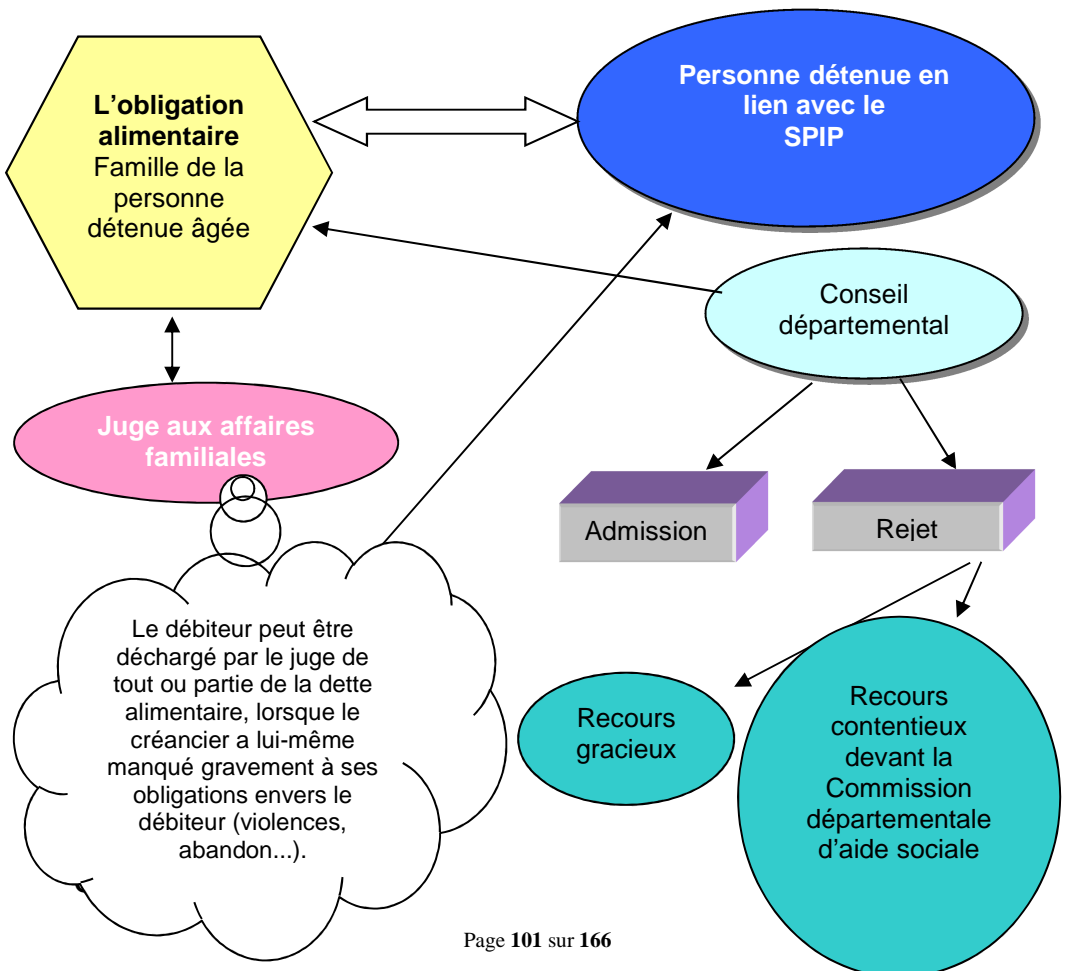 L'obligation
alimentaire
Famille de la
personne
détenue âgée
Personne détenue en
lien avec le
SPIP
Conseil
départemental
Juge aux affaires
familiales
Admission
Rejet
Le débiteur peut être
déchargé par le juge de
tout ou partie de la dette
alimentaire, lorsque le
créancier a lui-même
manqué gravement à ses
obligations envers le
débiteur (violences,
abandon...).
Recours
gracieux
Recours
contentieux
devant la
Commission
départementale
d'aide sociale
Page 101 sur 166